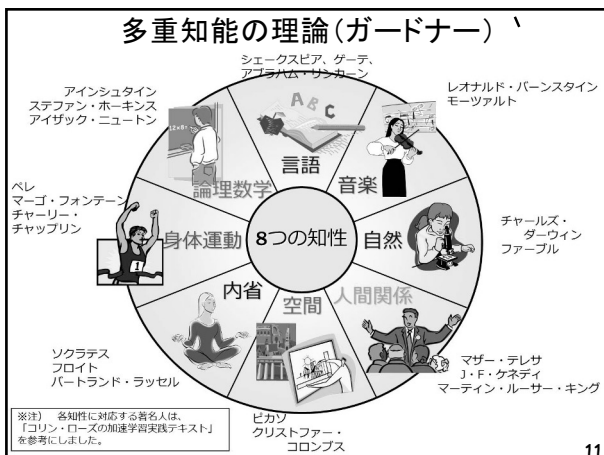 多重知能の理論(ガードナー)
シェークスピア、ゲーテ、
アブラハム・リンカーン
アインシュタイン
ステファン・ホーキンス
アイザック・ニュートン
レオナルド・バーンスタイン
モーツァルト
A B C
言語
論理数学
音楽
ペレ
マーゴ・フォンテーン
チャーリー・
チャップリン
身体運動
8つの知性
自然
チャールズ・
ダーウィン
ファーブル
1
内省
空間
人間関係
ソクラテス
フロイト
バートランド・ラッセル
マザー・テレサ
J・F・ケネディ
マーティン・ルーサー・キング
ピカソ
クリストファー・
コロンブス
※注) 各知性に対応する著名人は、
「コリン・ローズの加速学習実践テキスト」
を参考にしました。
11